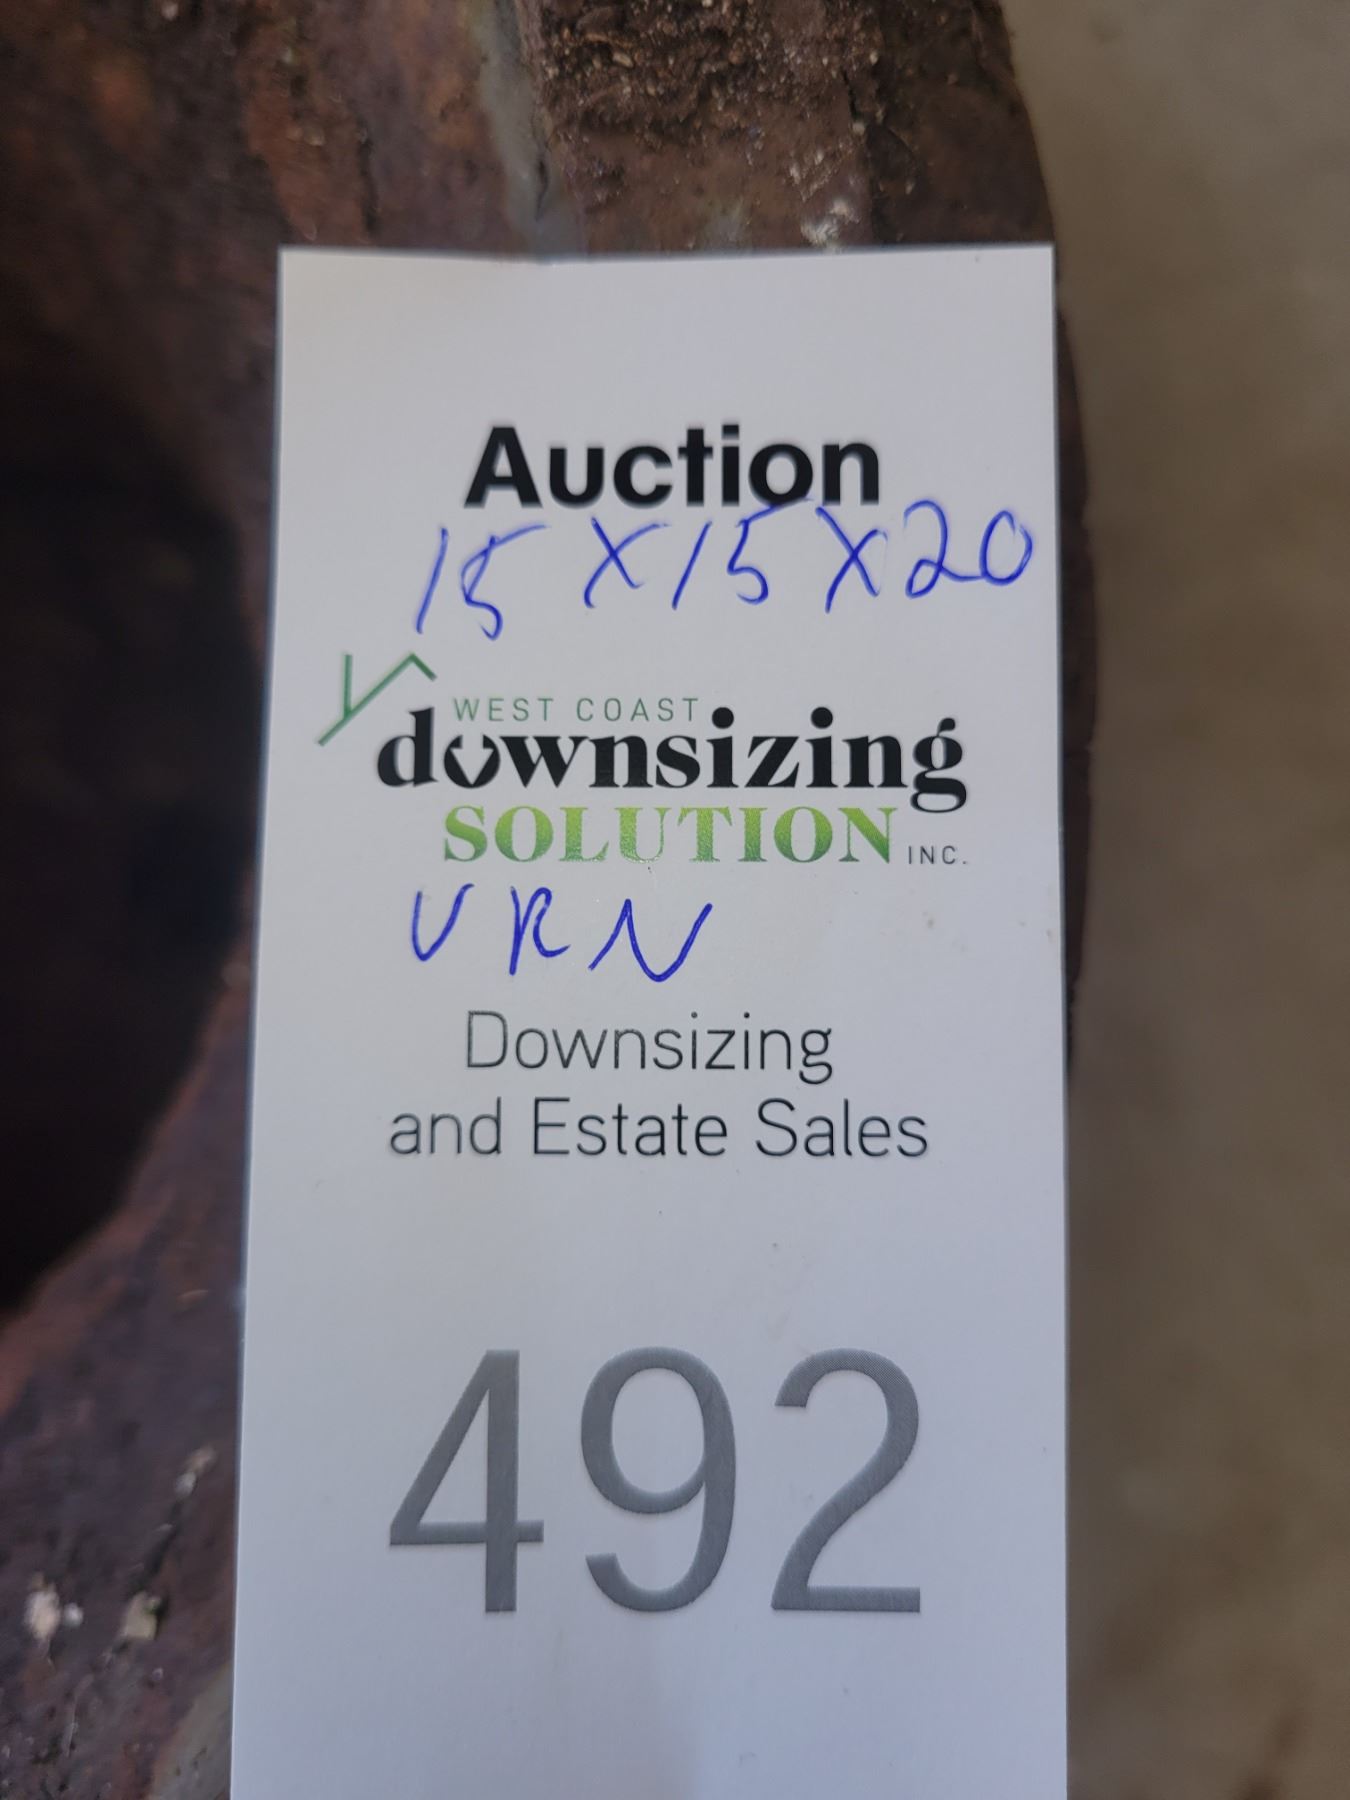 Auction
15 X 15 X 20
WEST COAST
downsizing
SOLUTION INC.
URN
Downsizing
and Estate Sales
492